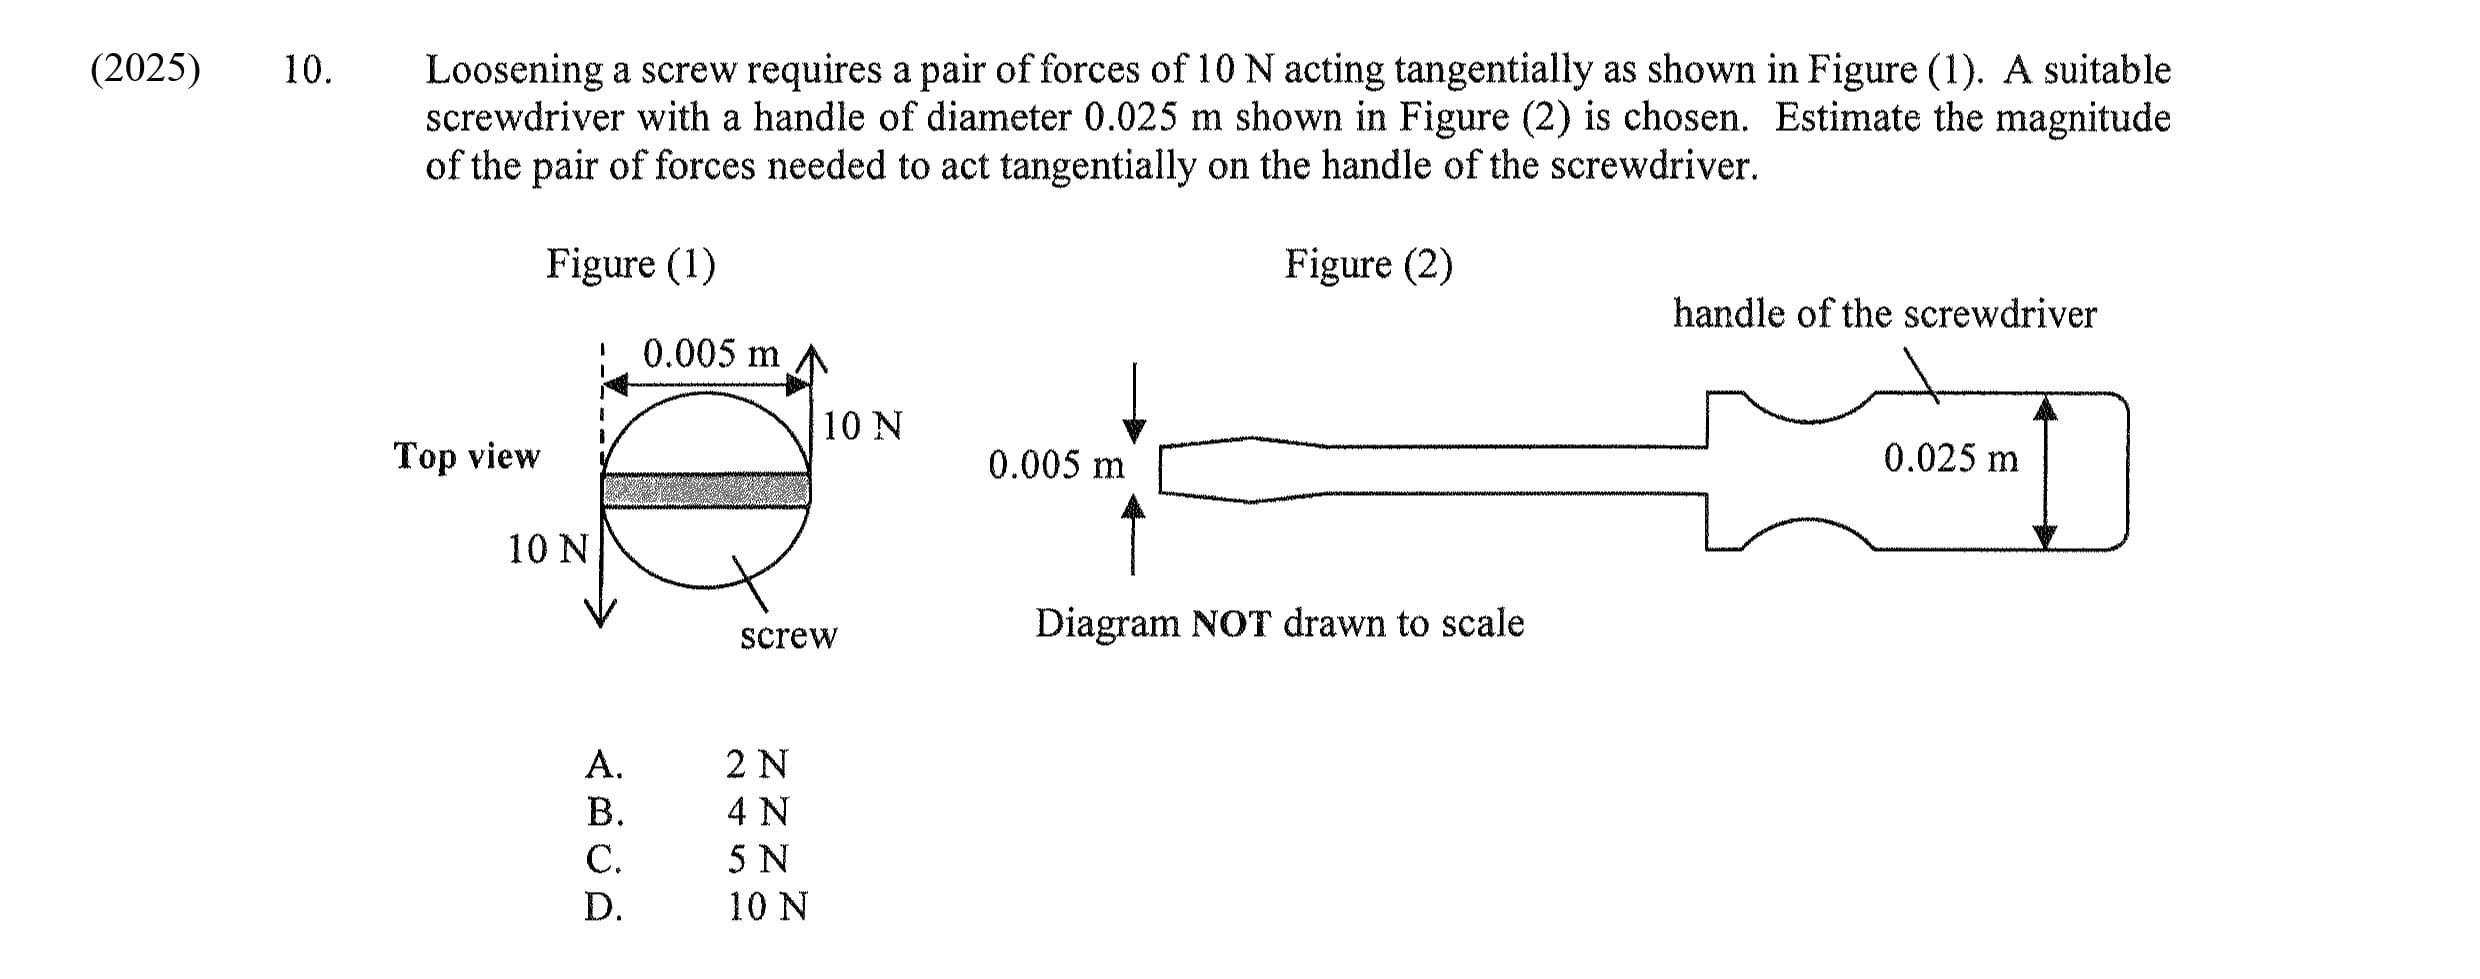 (2025) 10. Loosening a screw requires a pair of forces of 10 N acting tangentially as shown in Figure (1). A suitable
screwdriver with a handle of diameter 0.025 m shown in Figure (2) is chosen. Estimate the magnitude
of the pair of forces needed to act tangentially on the handle of the screwdriver.
Figure (1)
Figure (2)
handle of the screwdriver
0.005 m
10 N
Top view
0.005 m
0.025 m
10 N
screw
Diagram NOT drawn to scale
A. 2 N
B. 4 N
C. 5 N
D. 10 N